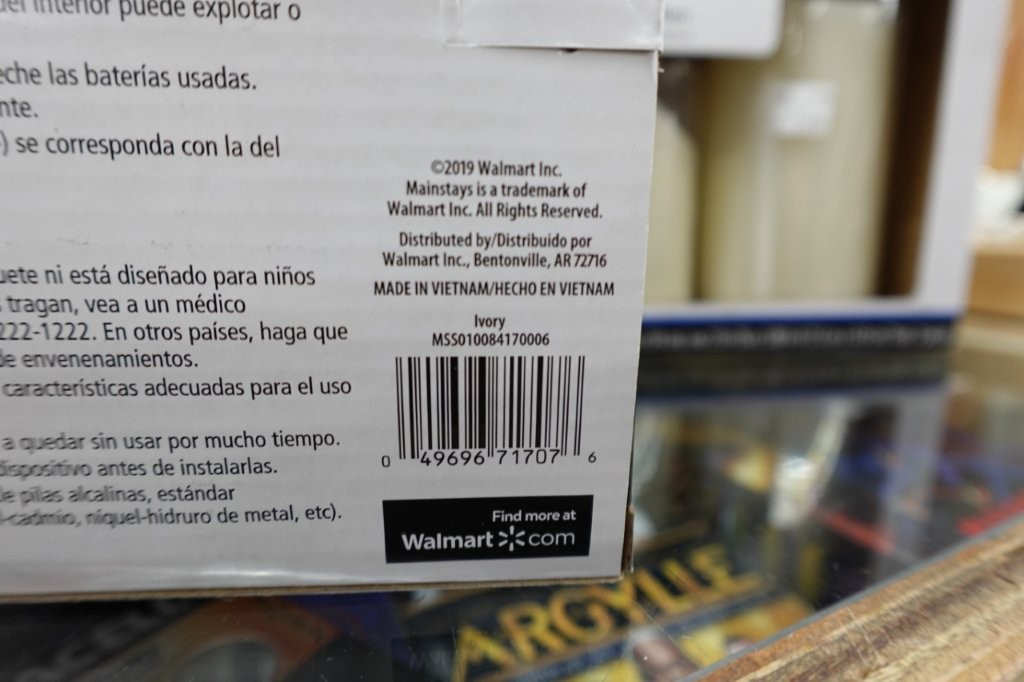 del interior puede explotar o
eche las baterías usadas.
nte.
) se corresponda con la del
uete ni está diseñado para niños
tragan, vea a un médico
222-1222. En otros países, haga que
de envenenamientos.
características adecuadas para el uso
a quedar sin usar por mucho tiempo.
dispositivo antes de instalarlas.
de pilas alcalinas, estándar
l-cadmio, níquel-hidruro de metal, etc).
©2019 Walmart Inc.
Mainstays is a trademark of
Walmart Inc. All Rights Reserved.
Distributed by/Distribuido por
Walmart Inc., Bentonville, AR 72716
MADE IN VIETNAM/HECHO EN VIETNAM
Ivory
MSS010084170006
0 49696 71707 6
Find more at
Walmart com
ARGYLLE